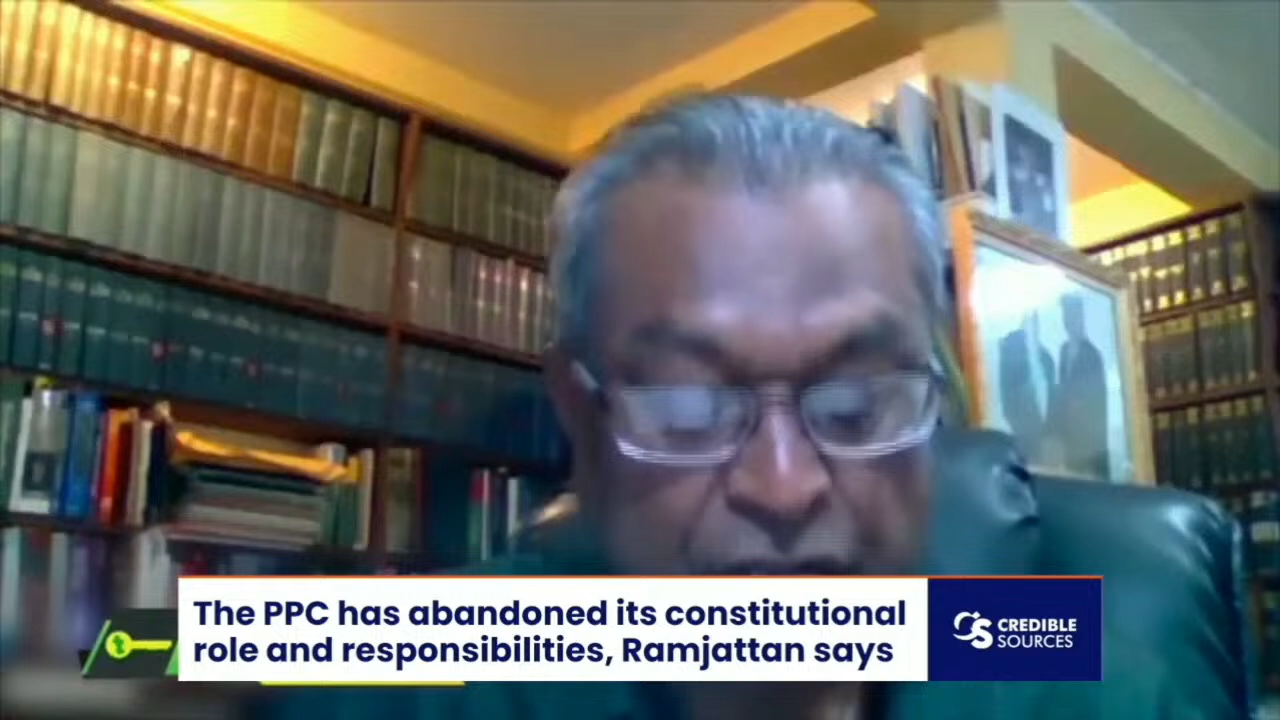 The PPC has abandoned its constitutional
role and responsibilities, Ramjattan says
CREDIBLE
SOURCES